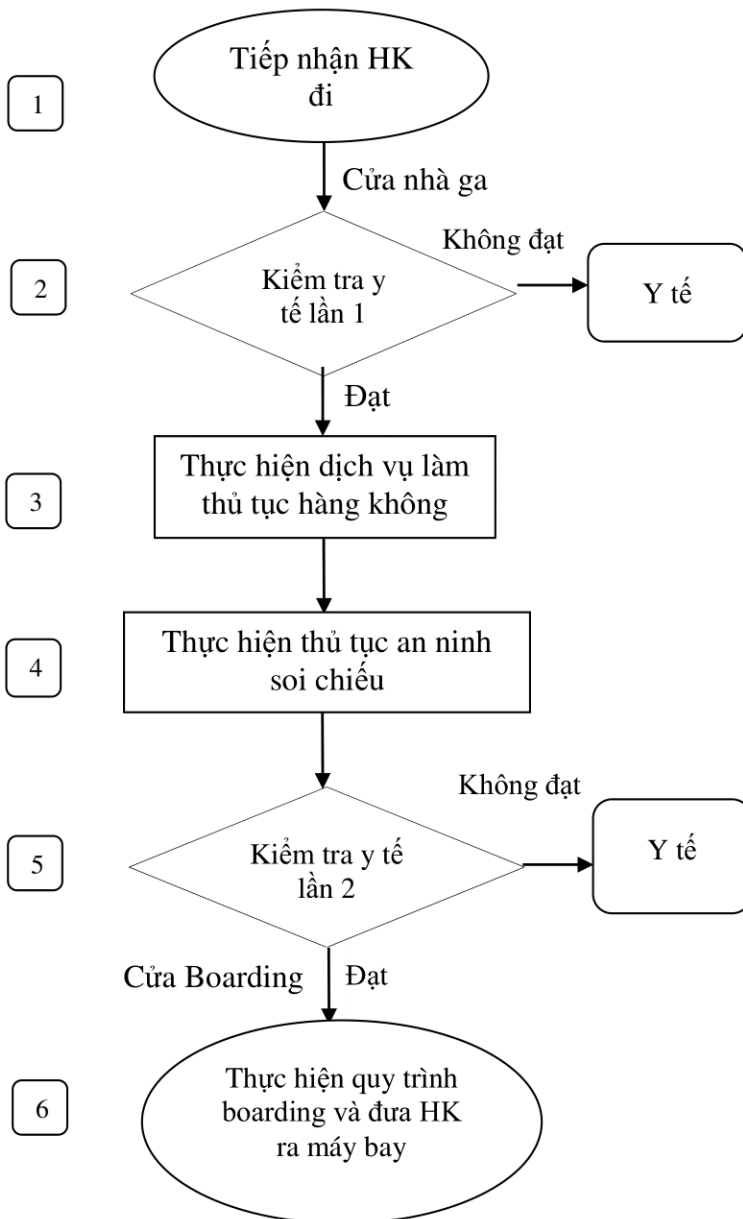 Tiếp nhận HK
đi
1
Cửa nhà ga
Không đạt
2
Kiểm tra y
tế lần 1
Y tế
Đạt
3
Thực hiện dịch vụ làm
thủ tục hàng không
4
Thực hiện thủ tục an ninh
soi chiếu
Không đạt
5
Kiểm tra y tế
lần 2
Y tế
Cửa Boarding
Đạt
6
Thực hiện quy trình
boarding và đưa HK
ra máy bay